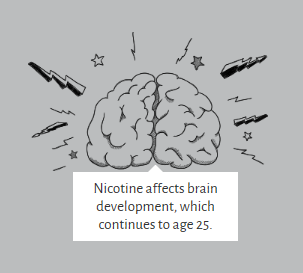 Nicotine affects brain
development, which
continues to age 25.